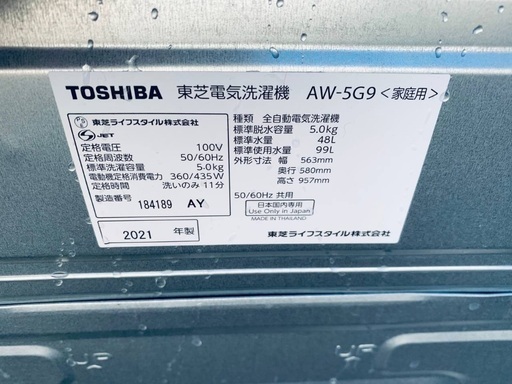 TOSHIBA 東芝電気洗濯機 AW-5G9 <家庭用>
東芝ライフスタイル株式会社
S JET
定格電圧 100V
定格周波数 50/60Hz
標準洗濯容量 5.0kg
電動機定格消費電力 360/435W
定格時間 洗いのみ 11分
製造番号 184189 AY
2021 年製
種類 全自動電気洗濯機
標準脱水容量 5.0kg
標準水量 48L
標準使用水量 99L
外形寸法 幅 563mm
奥行 580mm
高さ 957mm
50/60Hz 共用
日本国内専用
Use Only in Japan
MADE IN THAILAND
東芝ライフスタイル株式会社
UP
UP